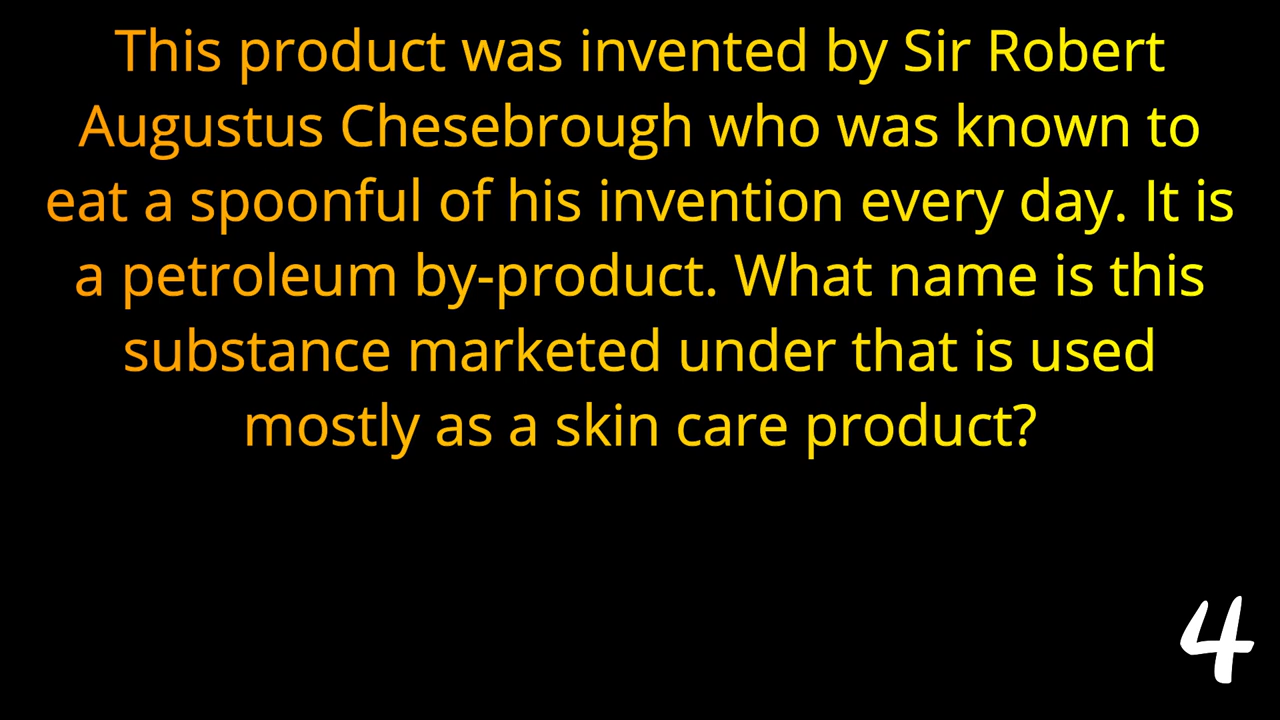 This product was invented by Sir Robert
Augustus Chesebrough who was known to
eat a spoonful of his invention every day. It is
a petroleum by-product. What name is this
substance marketed under that is used
mostly as a skin care product?
4